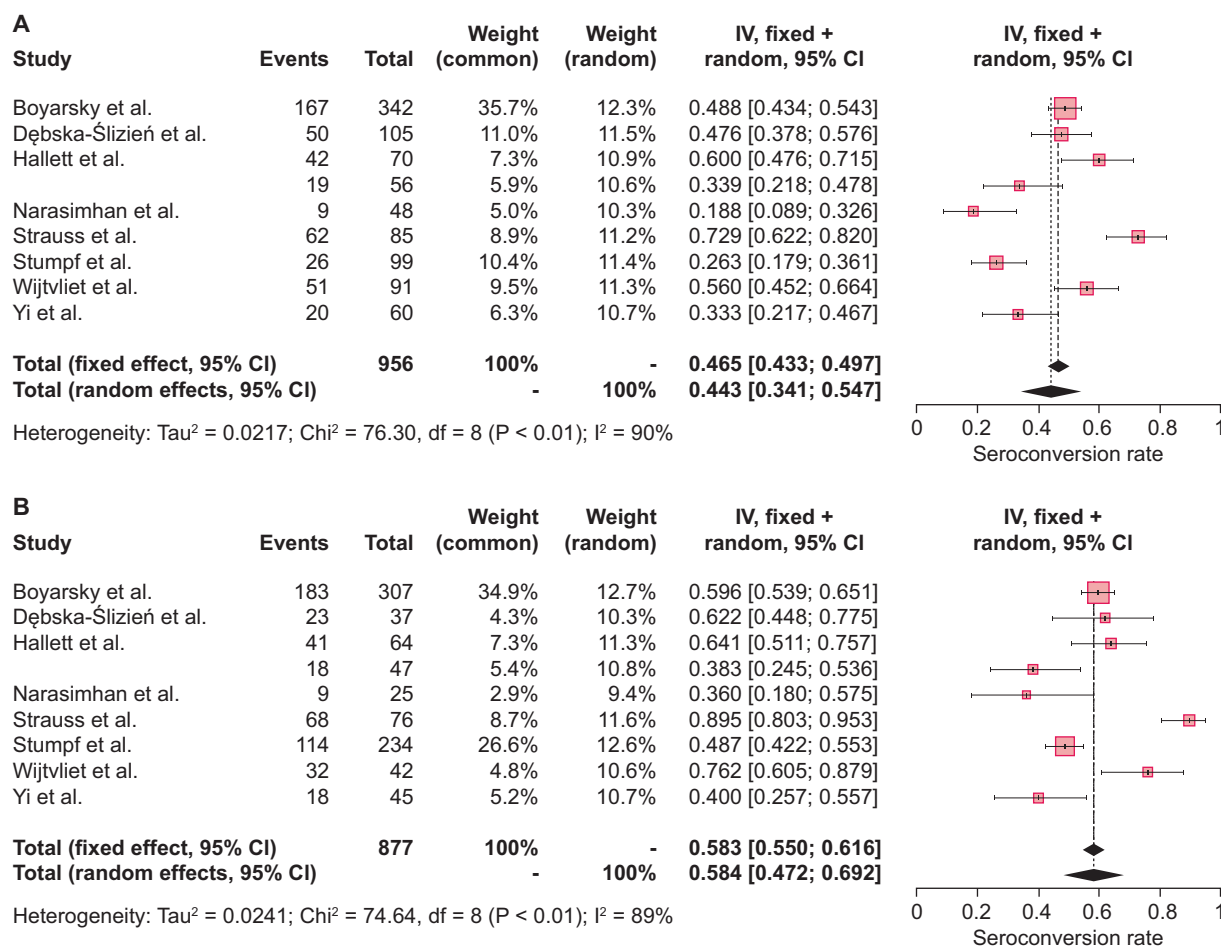 A
Weight Weight IV, fixed + IV, fixed +
Study Events Total (common) (random) random, 95% CI random, 95% CI
Boyarsky et al. 167 342 35.7% 12.3% 0.488 [0.434; 0.543]
Dębska-Ślizień et al. 50 105 11.0% 11.5% 0.476 [0.378; 0.576]
Hallett et al. 42 70 7.3% 10.9% 0.600 [0.476; 0.715]
19 56 5.9% 10.6% 0.339 [0.218; 0.478]
Narasimhan et al. 9 48 5.0% 10.3% 0.188 [0.089; 0.326]
Strauss et al. 62 85 8.9% 11.2% 0.729 [0.622; 0.820]
Stumpf et al. 26 99 10.4% 11.4% 0.263 [0.179; 0.361]
Wijtvliet et al. 51 91 9.5% 11.3% 0.560 [0.452; 0.664]
Yi et al. 20 60 6.3% 10.7% 0.333 [0.217; 0.467]
Total (fixed effect, 95% CI) 956 100% - 0.465 [0.433; 0.497]
Total (random effects, 95% CI) - 100% 0.443 [0.341; 0.547]
Heterogeneity: Tau² = 0.0217; Chi² = 76.30, df = 8 (P < 0.01); I² = 90%
0 0.2 0.4 0.6 0.8 1
Seroconversion rate
B
Weight Weight IV, fixed + IV, fixed +
Study Events Total (common) (random) random, 95% CI random, 95% CI
Boyarsky et al. 183 307 34.9% 12.7% 0.596 [0.539; 0.651]
Dębska-Ślizień et al. 23 37 4.3% 10.3% 0.622 [0.448; 0.775]
Hallett et al. 41 64 7.3% 11.3% 0.641 [0.511; 0.757]
18 47 5.4% 10.8% 0.383 [0.245; 0.536]
Narasimhan et al. 9 25 2.9% 9.4% 0.360 [0.180; 0.575]
Strauss et al. 68 76 8.7% 11.6% 0.895 [0.803; 0.953]
Stumpf et al. 114 234 26.6% 12.6% 0.487 [0.422; 0.553]
Wijtvliet et al. 32 42 4.8% 10.6% 0.762 [0.605; 0.879]
Yi et al. 18 45 5.2% 10.7% 0.400 [0.257; 0.557]
Total (fixed effect, 95% CI) 877 100% - 0.583 [0.550; 0.616]
Total (random effects, 95% CI) - 100% 0.584 [0.472; 0.692]
Heterogeneity: Tau² = 0.0241; Chi² = 74.64, df = 8 (P < 0.01); I² = 89%
0 0.2 0.4 0.6 0.8 1
Seroconversion rate